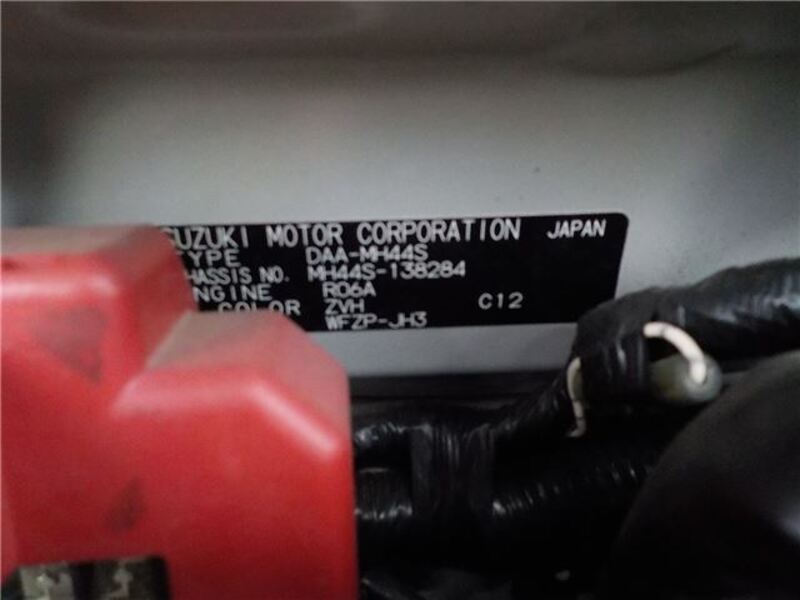 SUZUKI MOTOR CORPORATION JAPAN
TYPE DAA-MH44S
CHASSIS NO. MH44S-138284
ENGINE R06A
COLOR ZVH C12
WFZP-JH3